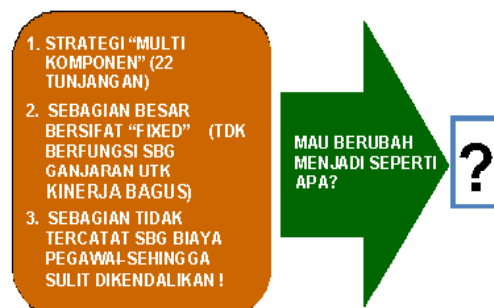 1. STRATEGI “MULTI
KOMPONEN” (22
TUNJANGAN)
2. SEBAGIAN BESAR
BERSIFAT “FIXED” (TDK
BERFUNGSI SBG
GANJARAN UTK
KINERJA BAGUS)
3. SEBAGIAN TIDAK
TERCATAT SBG BIAYA
PEGAWAI-SEHINGGA
SULIT DIKENDALIKAN !
MAU BERUBAH
MENJADI SEPERTI
APA?
?